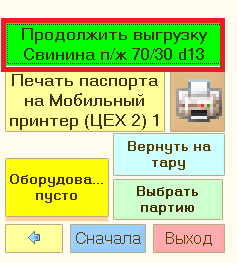 Продолжить выгрузку
Свинина п/ж 70/30 d13
Печать паспорта
на Мобильный
принтер (ЦЕХ 2) 1
Вернуть на
тару
Оборудова...
пусто
Выбрать
партию
Сначала
Выход